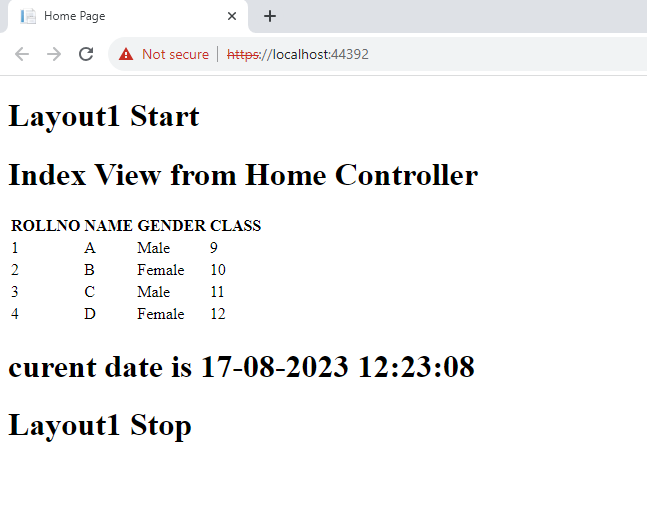 Home Page
Not secure https://localhost:44392
Layout1 Start
Index View from Home Controller
ROLLNO NAME GENDER CLASS
1 A Male 9
2 B Female 10
3 C Male 11
4 D Female 12
curent date is 17-08-2023 12:23:08
Layout1 Stop